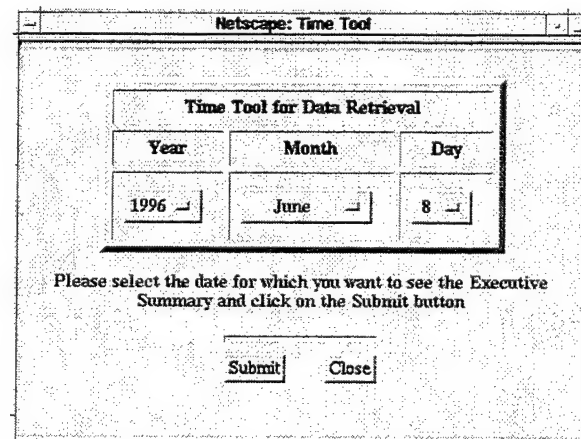 Netscape: Time Tool
Time Tool for Data Retrieval
Year Month Day
1996 June 8
Please select the date for which you want to see the Executive
Summary and click on the Submit button
Submit Close